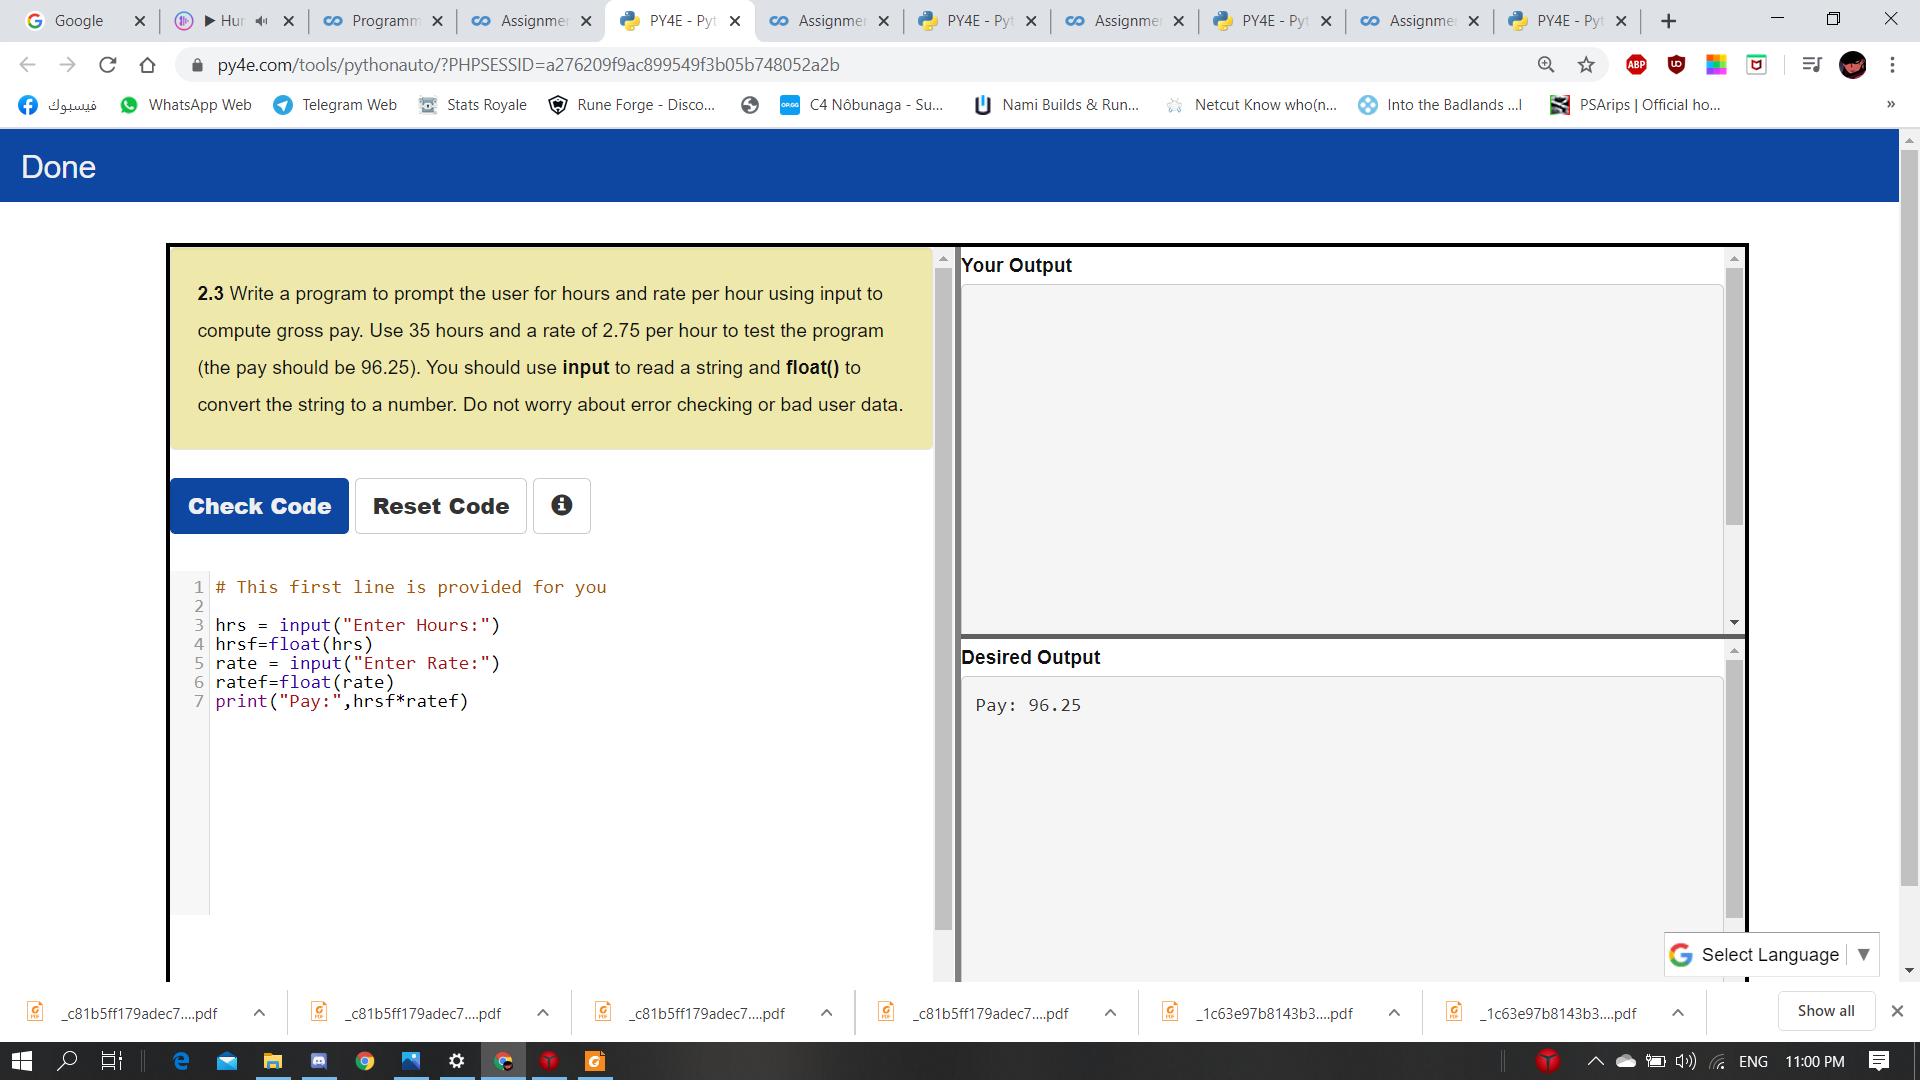 Google
Hur
Programm
Assignmer
PY4E - Pyt
Assignmer
PY4E - Pyt
Assignme
PY4E - Pyt
Assignme
PY4E - Pyt
py4e.com/tools/pythonauto/?PHPSESSID=a276209f9ac899549f3b05b748052a2b
ABP
فيسبوك
WhatsApp Web
Telegram Web
Stats Royale
Rune Forge - Disco...
OP.GG
C4 Nôbunaga - Su...
Nami Builds & Run...
Netcut Know who(n...
Into the Badlands ...l
PSArips | Official ho...
»
Done
2.3 Write a program to prompt the user for hours and rate per hour using input to
compute gross pay. Use 35 hours and a rate of 2.75 per hour to test the program
(the pay should be 96.25). You should use input to read a string and float() to
convert the string to a number. Do not worry about error checking or bad user data.
Check Code
Reset Code
Your Output
1 # This first line is provided for you
2
3 hrs = input("Enter Hours:")
4 hrsf=float(hrs)
5 rate = input("Enter Rate:")
6 ratef=float(rate)
7 print("Pay:",hrsf*ratef)
Desired Output
Pay: 96.25
Select Language
_c81b5ff179adec7....pdf
_c81b5ff179adec7....pdf
_c81b5ff179adec7....pdf
_c81b5ff179adec7....pdf
_1c63e97b8143b3....pdf
_1c63e97b8143b3....pdf
Show all
ENG
11:00 PM